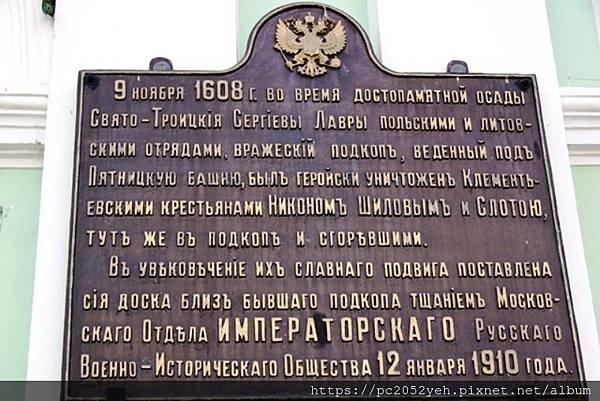 9 ноября 1608 г. во время достопамятной осады
Свято-Троицкія Сергіевы Лавры польскими и литов-
скими отрядами, вражескій подкопъ, веденный подъ
Пятницкую башню, былъ геройски уничтоженъ Клементь-
евскими крестьянами Никономъ Шиловымъ и Слотою,
тутъ же въ подкопѣ и сгорѣвшими.
Въ увѣковѣченіе ихъ славнаго подвига поставлена
сія доска близъ бывшаго подкопа тщаніемъ Москов-
скаго Отдѣла ИМПЕРАТОРСКАГО Русскаго
Военно-Историческаго Общества 12 января 1910 года.
https://pc2052yeh.pixnet.net/album